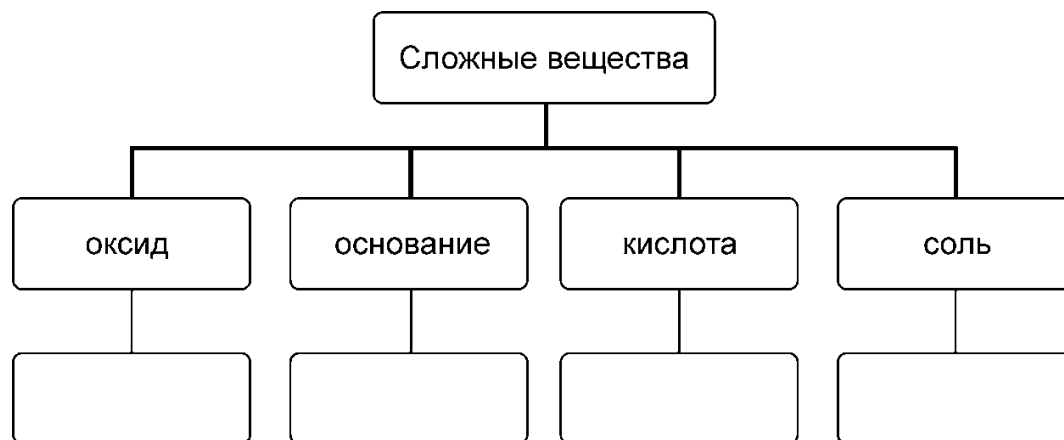 Сложные вещества
оксид
основание
кислота
соль